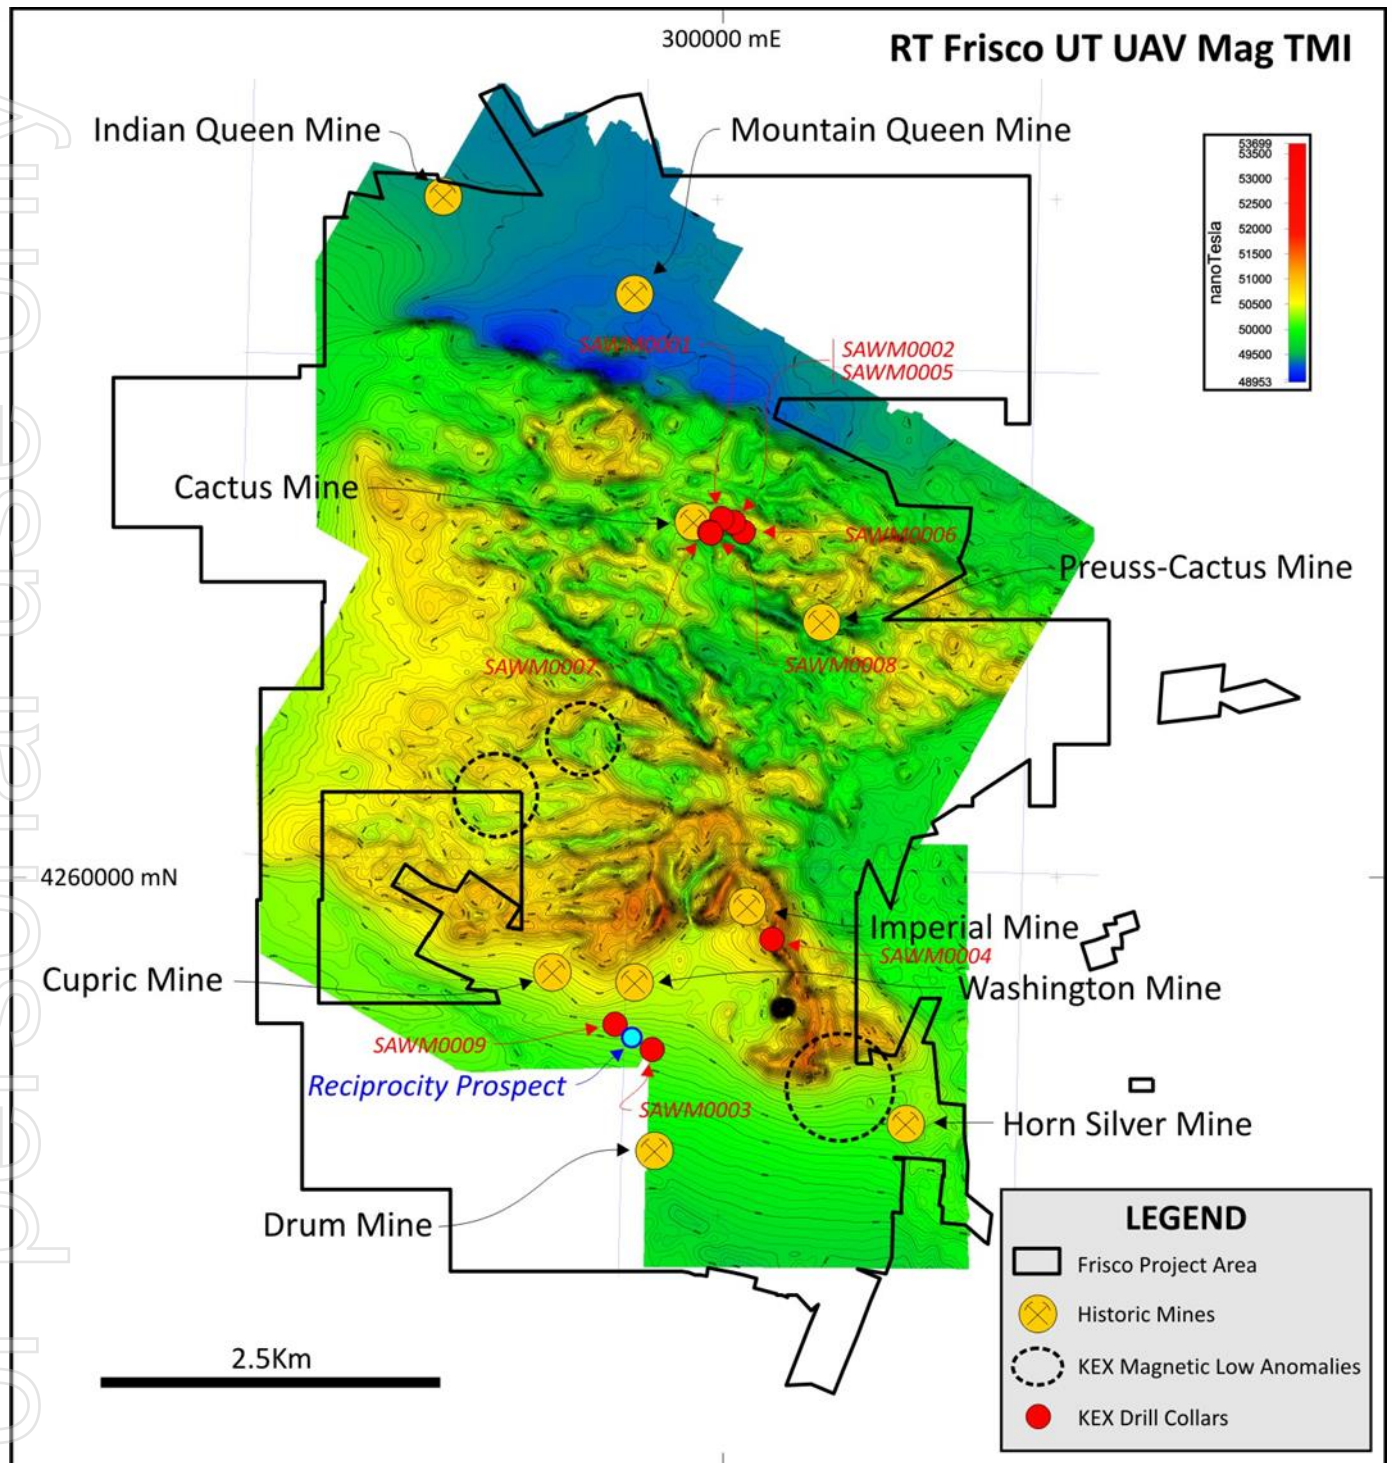 300000 mE
RT Frisco UT UAV Mag TMI
Indian Queen Mine
Mountain Queen Mine
nanoTesla
53699
53500
53000
52500
52000
51500
51000
50500
50000
49500
48953
SAWM0001
SAWM0002
SAWM0005
Cactus Mine
SAWM0006
Preuss-Cactus Mine
SAWM0007
SAWM0008
4260000 mN
Imperial Mine
SAWM0004
Cupric Mine
Washington Mine
SAWM0009
Reciprocity Prospect
SAWM0003
Horn Silver Mine
Drum Mine
2.5Km
LEGEND
Frisco Project Area
Historic Mines
KEX Magnetic Low Anomalies
KEX Drill Collars